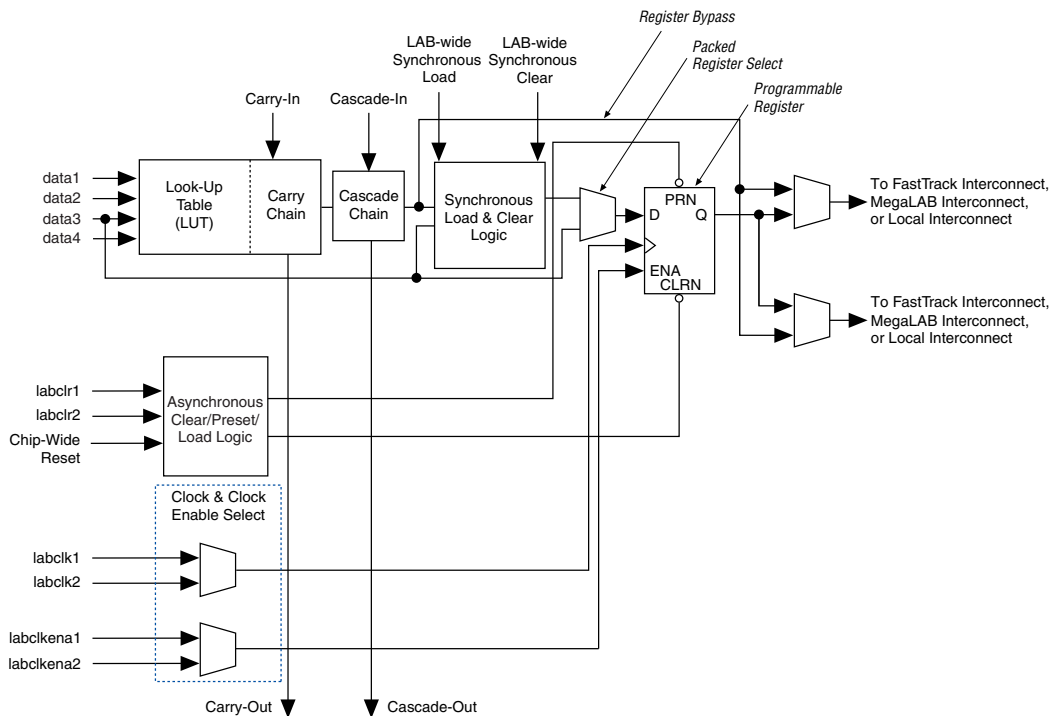 Register Bypass
Packed
Register Select
Programmable
Register
LAB-wide
Synchronous
Load
LAB-wide
Synchronous
Clear
Carry-In
Cascade-In
data1
data2
data3
data4
Look-Up
Table
(LUT)
Carry
Chain
Cascade
Chain
Synchronous
Load & Clear
Logic
PRN
D
Q
ENA
CLRN
To FastTrack Interconnect,
MegaLAB Interconnect,
or Local Interconnect
To FastTrack Interconnect,
MegaLAB Interconnect,
or Local Interconnect
labclr1
labclr2
Chip-Wide
Reset
Asynchronous
Clear/Preset/
Load Logic
Clock & Clock
Enable Select
labclk1
labclk2
labclkena1
labclkena2
Carry-Out
Cascade-Out